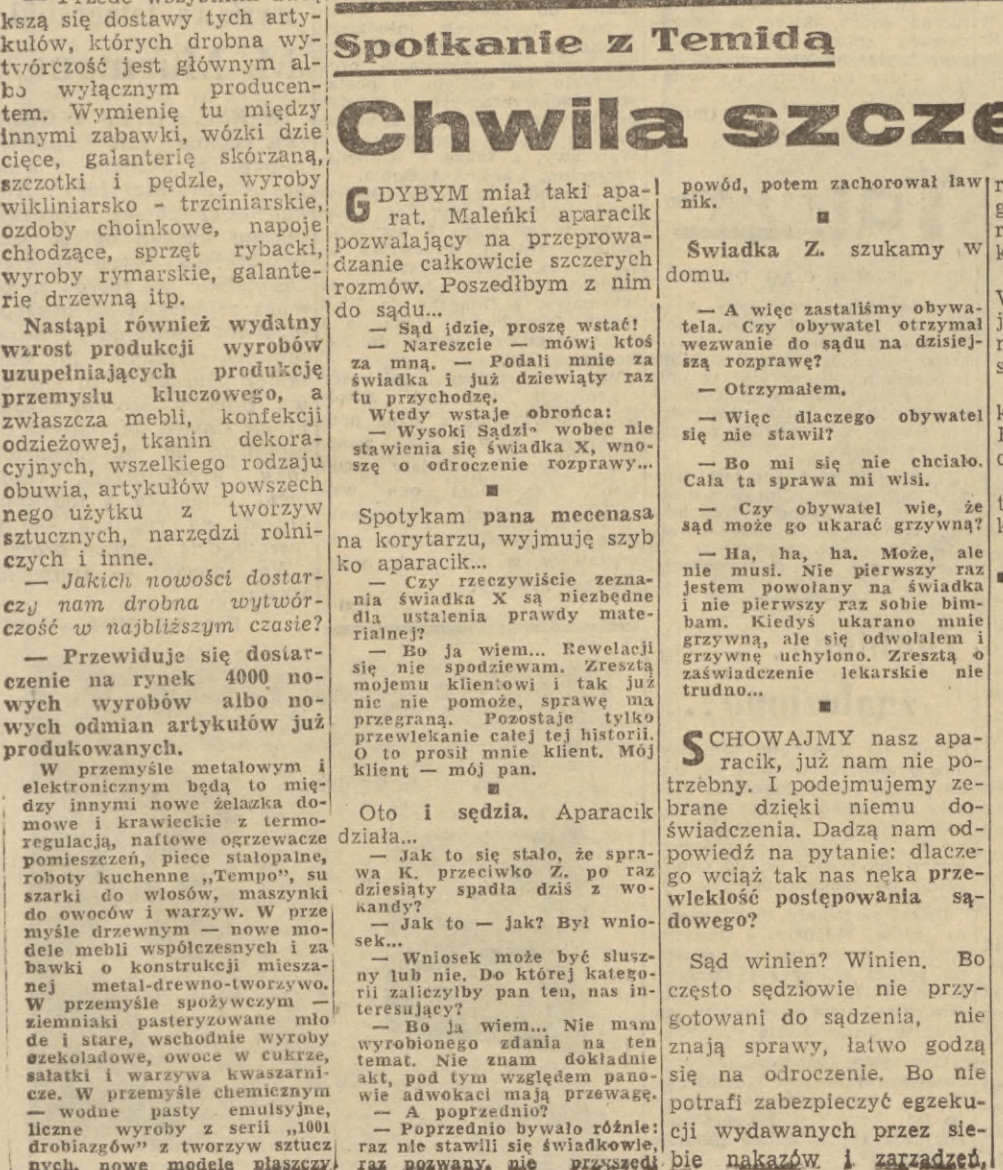 kszą się dostawy tych arty-
kułów, których drobna wy-
twórczość jest głównym al-
bo wyłącznym producen-
tem. Wymienię tu między
innymi zabawki, wózki dzie
cięce, galanterię skórzaną,
szczotki i pędzle, wyroby
wikliniarsko - trzciniarskie,
ozdoby choinkowe, napoje
chłodzące, sprzęt rybacki,
wyroby rymarskie, galante-
rię drzewną itp.
Nastąpi również wydatny
wzrost produkcji wyrobów
uzupełniających produkcję
przemysłu kluczowego, a
zwłaszcza mebli, konfekcji
odzieżowej, tkanin dekora-
cyjnych, wszelkiego rodzaju
obuwia, artykułów powszech
nego użytku z tworzyw
sztucznych, narzędzi rolni-
czych i inne.
— Jakich nowości dostar-
czy nam drobna wytwór-
czość w najbliższym czasie?
— Przewiduje się dostar-
czenie na rynek 4000 no-
wych wyrobów albo no-
wych odmian artykułów już
produkowanych.
W przemyśle metalowym i
elektronicznym będą to mię-
dzy innymi nowe żelazka do-
mowe i krawieckie z termo-
regulacją, naftowe ogrzewacze
pomieszczeń, piece stałopalne,
roboty kuchenne „Tempo”, su
szarki do włosów, maszynki
do owoców i warzyw. W prze
myśle drzewnym — nowe mo-
dele mebli współczesnych i za
bawki o konstrukcji miesza-
nej metal-drewno-tworzywo.
W przemyśle spożywczym —
ziemniaki pasteryzowane mło
de i stare, wschodnie wyroby
czekoladowe, owoce w cukrze,
sałatki i warzywa kwaszarni-
cze. W przemyśle chemicznym
— wodne pasty emulsyjne,
liczne wyroby z serii „1001
drobiazgów” z tworzyw sztucz
nych, nowe modele płaszczy
Spotkanie z Temidą
Chwila szcze
GDYBYM miał taki apa-
rat. Maleńki aparacik
pozwalający na przeprowa-
dzanie całkowicie szczerych
rozmów. Poszedłbym z nim
do sądu...
— Sąd idzie, proszę wstać!
— Nareszcie — mówi ktoś
za mną. — Podali mnie za
świadka i już dziewiąty raz
tu przychodzę.
Wtedy wstaje obrońca:
— Wysoki Sądzie wobec nie
stawienia się świadka X, wno-
szę o odroczenie rozprawy...
■
Spotykam pana mecenasa
na korytarzu, wyjmuję szyb
ko aparacik...
— Czy rzeczywiście zezna-
nia świadka X są niezbędne
dla ustalenia prawdy mate-
rialnej?
— Bo ja wiem... Rewelacji
się nie spodziewam. Zresztą
mojemu klientowi i tak już
nic nie pomoże, sprawę ma
przegraną. Pozostaje tylko
przewlekanie całej tej historii.
O to prosił mnie klient. Mój
klient — mój pan.
■
Oto i sędzia. Aparacik
działa...
— Jak to się stało, że spra-
wa K. przeciwko Z. po raz
dziesiąty spadła dziś z wo-
kandy?
— Jak to — jak? Był wnio-
sek...
— Wniosek może być słusz-
ny lub nie. Do której katego-
rii zaliczyłby pan ten, nas in-
teresujący?
— Bo ja wiem... Nie mam
wyrobionego zdania na ten
temat. Nie znam dokładnie
akt, pod tym względem pano-
wie adwokaci mają przewagę.
— A poprzednio?
— Poprzednio bywało różnie:
raz nie stawili się świadkowie,
raz pozwany, nie przyszedł
powód, potem zachorował ław
nik.
■
Świadka Z. szukamy w
domu.
— A więc zastaliśmy obywa-
tela. Czy obywatel otrzymał
wezwanie do sądu na dzisiej-
szą rozprawę?
— Otrzymałem.
— Więc dlaczego obywatel
się nie stawił?
— Bo mi się nie chciało.
Cała ta sprawa mi wisi.
— Czy obywatel wie, że
sąd może go ukarać grzywną?
— Ha, ha, ha. Może, ale
nie musi. Nie pierwszy raz
jestem powołany na świadka
i nie pierwszy raz sobie bim-
bam. Kiedyś ukarano mnie
grzywną, ale się odwołałem i
grzywnę uchylono. Zresztą o
zaświadczenie lekarskie nie
trudno...
■
SCHOWAJMY nasz apa-
racik, już nam nie po-
trzebny. I podejmujemy ze-
brane dzięki niemu do-
świadczenia. Dadzą nam od-
powiedź na pytanie: dlacze-
go wciąż tak nas nęka prze-
wlekłość postępowania są-
dowego?
Sąd winien? Winien. Bo
często sędziowie nie przy-
gotowani do sądzenia, nie
znają sprawy, łatwo godzą
się na odroczenie. Bo nie
potrafi zabezpieczyć egzeku-
cji wydawanych przez sie-
bie nakazów i zarządzeń.